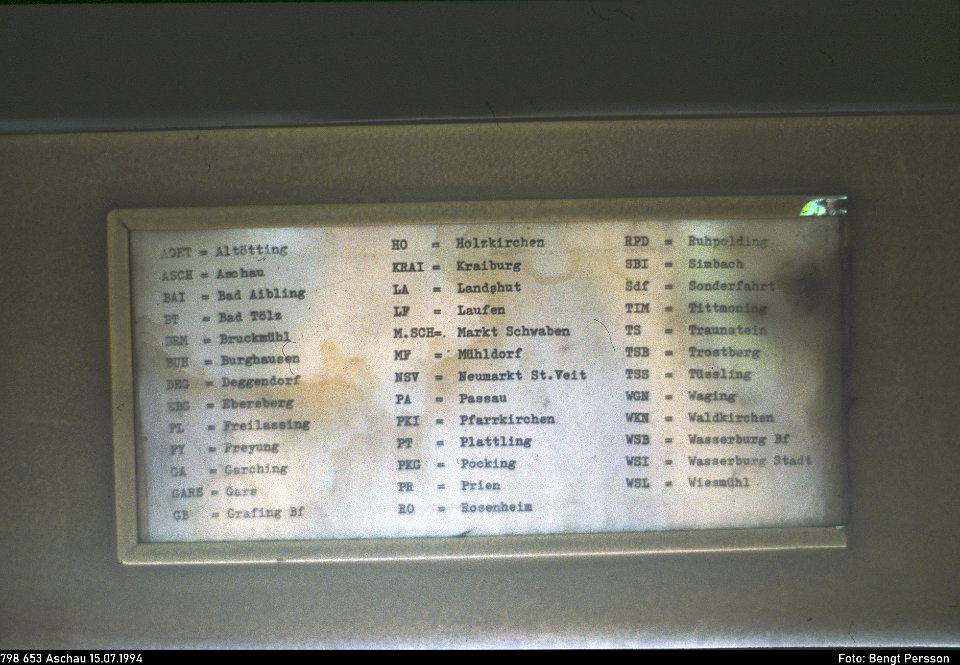 AOET = Altötting
ASCH = Aschau
BAI = Bad Aibling
BT = Bad Tölz
BRM = Bruckmühl
BUH = Burghausen
DEG = Deggendorf
EBG = Ebersberg
FL = Freilassing
FY = Freyung
GA = Garching
GARS = Gars
GB = Grafing Bf
HO = Holzkirchen
KRAI = Kraiburg
LA = Landshut
LF = Laufen
M.SCH= Markt Schwaben
MF = Mühldorf
NSV = Neumarkt St.Veit
PA = Passau
PKI = Pfarrkirchen
PT = Plattling
PKG = Pocking
PR = Prien
RO = Rosenheim
RPD = Ruhpolding
SBI = Simbach
Sdf = Sonderfahrt
TIM = Tittmoning
TS = Traunstein
TSB = Trostberg
TSS = Tüssling
WGN = Waging
WKN = Waldkirchen
WSB = Wasserburg Bf
WSI = Wasserburg Stadt
WSL = Wiesmühl
798 653 Aschau 15.07.1994
Foto: Bengt Persson